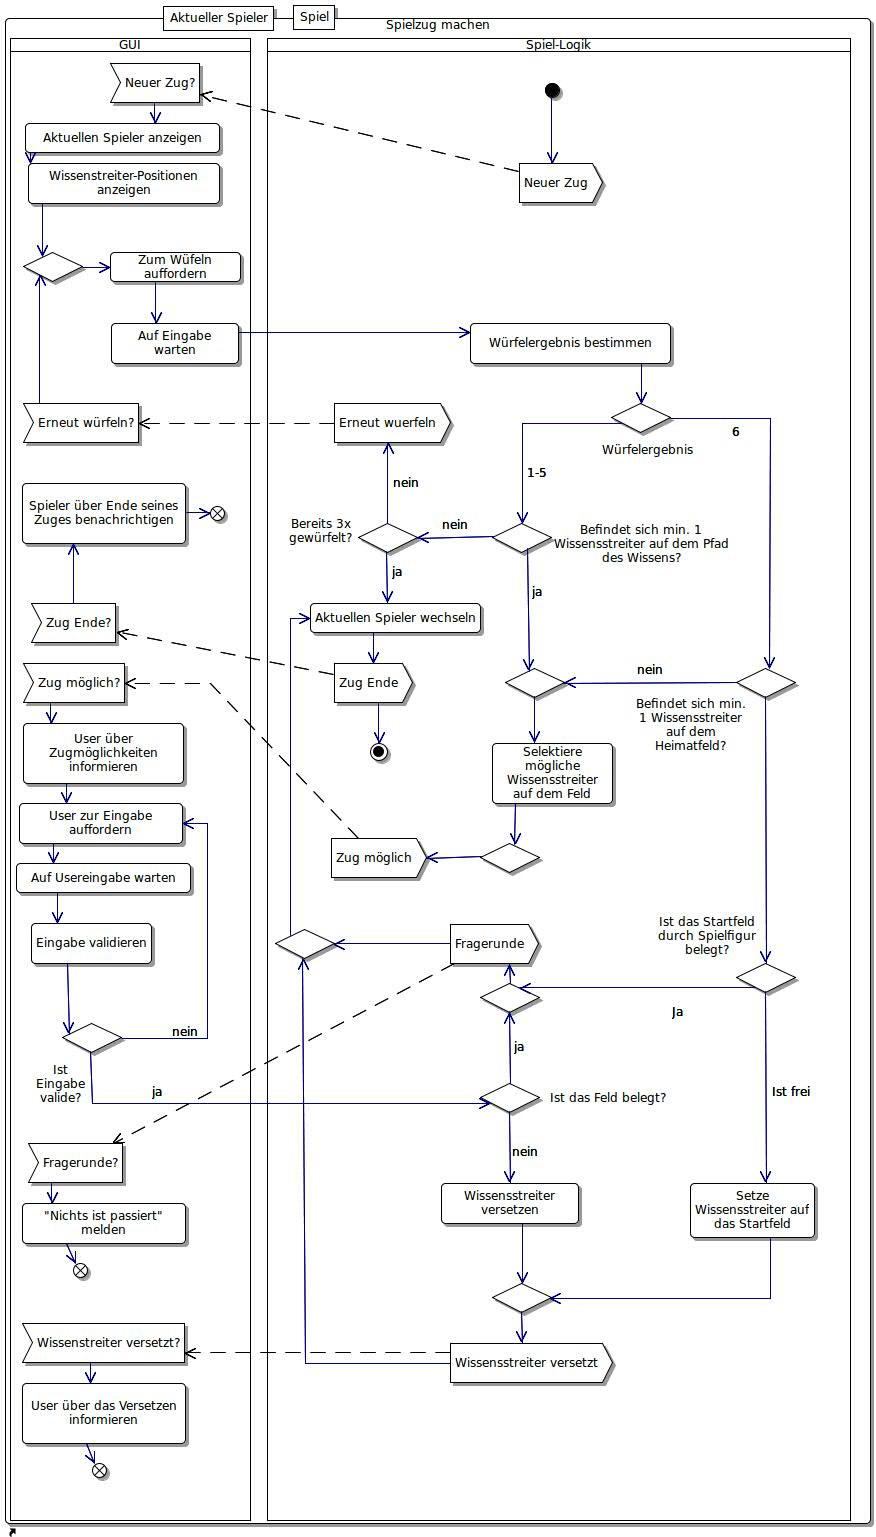 Aktueller Spieler
Spiel
Spielzug machen
GUI
Spiel-Logik
Neuer Zug?
Aktuellen Spieler anzeigen
Wissenstreiter-Positionen
anzeigen
Neuer Zug
Zum Wüfeln
auffordern
Auf Eingabe
warten
Würfelergebnis bestimmen
Erneut würfeln?
Erneut wuerfeln
6
Würfelergebnis
1-5
nein
Spieler über Ende seines
Zuges benachrichtigen
Bereits 3x
gewürfelt?
nein
Befindet sich min. 1
Wissensstreiter auf dem Pfad
des Wissens?
ja
ja
Zug Ende?
Aktuellen Spieler wechseln
Zug möglich?
Zug Ende
nein
Befindet sich min.
1 Wissensstreiter
auf dem
Heimatfeld?
User über
Zugmöglichkeiten
informieren
Selektiere
mögliche
Wissensstreiter
auf dem Feld
User zur Eingabe
auffordern
Zug möglich
Auf Usereingabe warten
Eingabe validieren
Fragerunde
Ist das Startfeld
durch Spielfigur
belegt?
Ja
nein
ja
Ist
Eingabe
valide?
ja
Ist das Feld belegt?
Ist frei
Fragerunde?
nein
"Nichts ist passiert"
melden
Wissensstreiter
versetzen
Setze
Wissenstreiter auf
das Startfeld
Wissenstreiter versetzt?
Wissensstreiter versetzt
User über das Versetzen
informieren